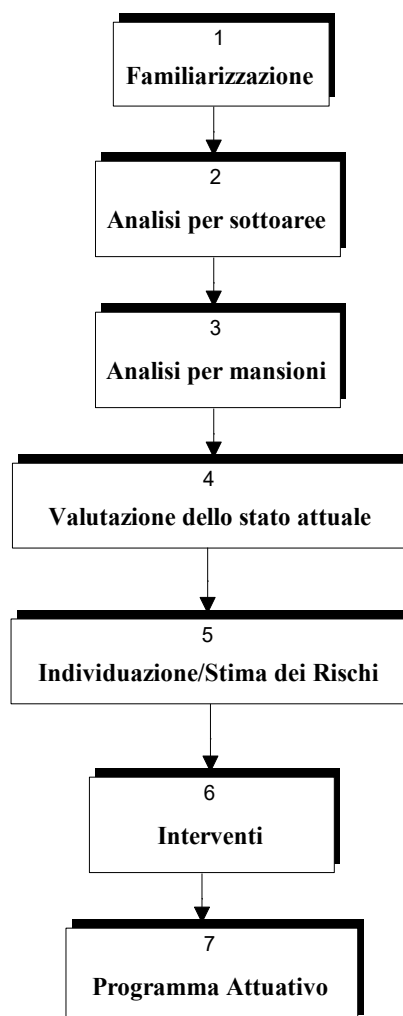 1
Familiarizzazione
2
Analisi per sottoaree
3
Analisi per mansioni
4
Valutazione dello stato attuale
5
Individuazione/Stima dei Rischi
6
Interventi
7
Programma Attuativo